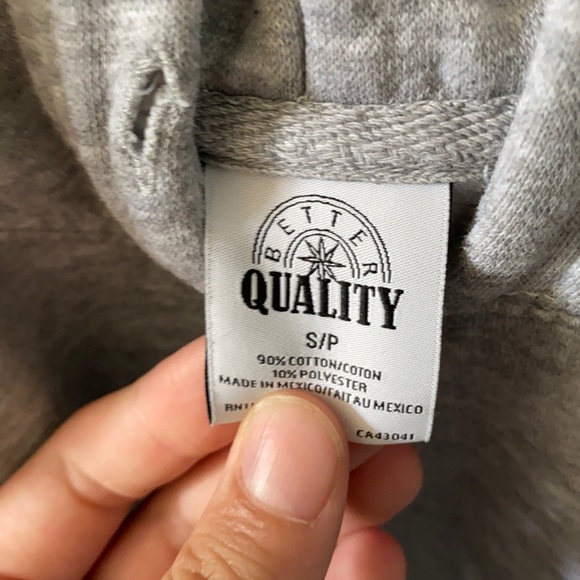 BETTER
QUALITY
S/P
90% COTTON/COTON
10% POLYESTER
MADE IN MEXICO/FAIT AU MEXICO
CA43041